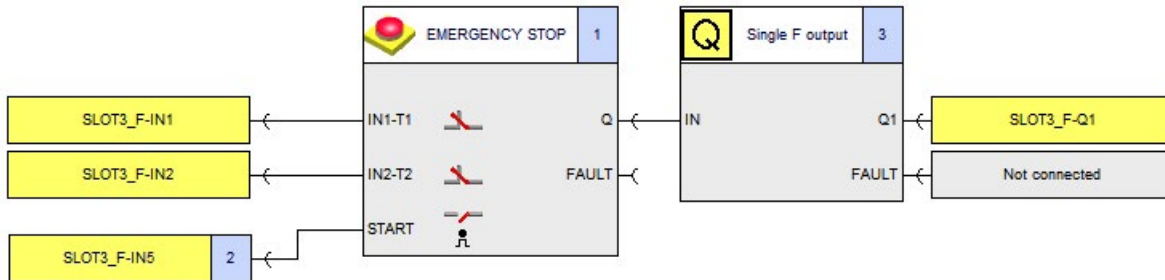 EMERGENCY STOP 1
Q Single F output 3
SLOT3_F-IN1 IN1-T1 Q IN Q1 SLOT3_F-Q1
SLOT3_F-IN2 IN2-T2 FAULT FAULT Not connected
START
SLOT3_F-IN5 2